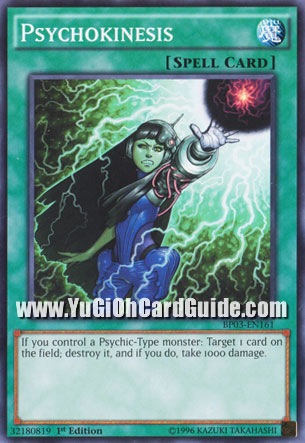 PSYCHOKINESIS
[SPELL CARD]
www.YuGiOhCardGuide.com
BP03-EN161
If you control a Psychic-Type monster: Target 1 card
on the field; destroy it, and if you do, take 1000 damage.
32180819 1st Edition ©1996 KAZUKI TAKAHASHI